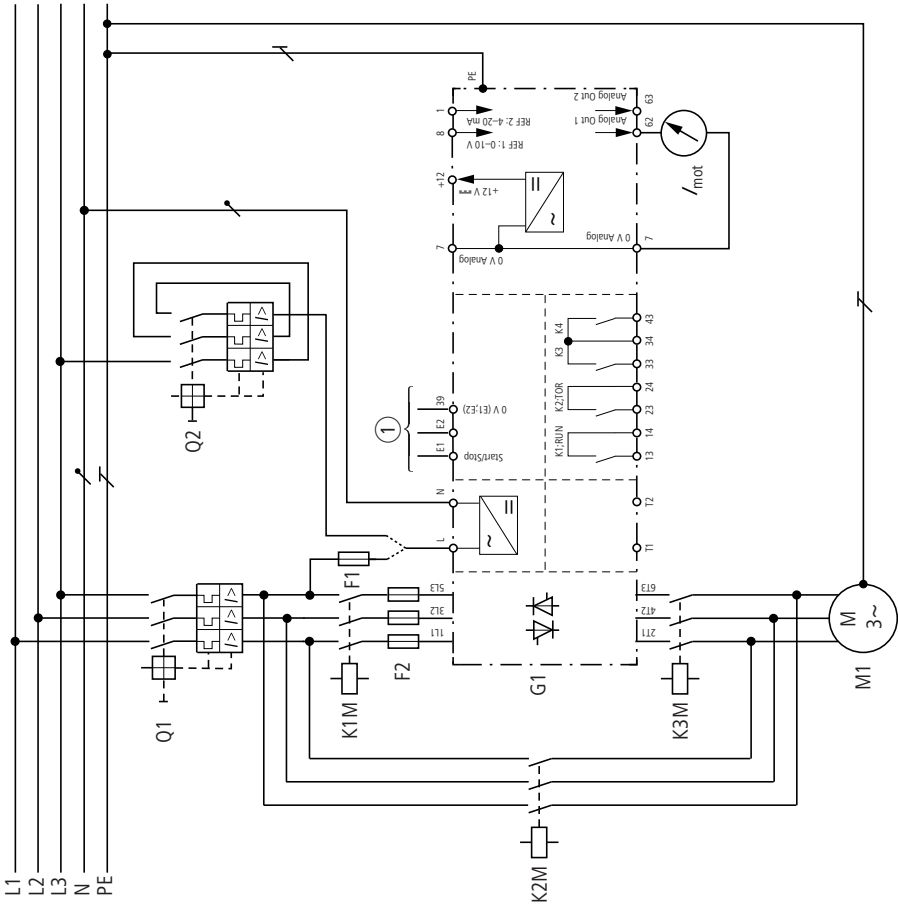 L1
L2
L3
N
PE
Q1
Q2
I>
I>
I>
I>
I>
I>
F1
K1M
F2
1L1
3L2
5L3
L
N
E1
E2
39
1
Start/Stop
0 V (E1;E2)
7
+12
8
1
PE
0 V Analog
+12 V
REF 1: 0–10 V
REF 2: 4–20 mA
~
=
~
=
0 V Analog
Analog Out 1
Analog Out 2
7
62
63
I mot
K1;RUN
K2;TOR
K3
K4
T1
T2
13
14
23
24
33
34
43
G1
2T1
4T2
6T3
K3M
K2M
M
3~
M1